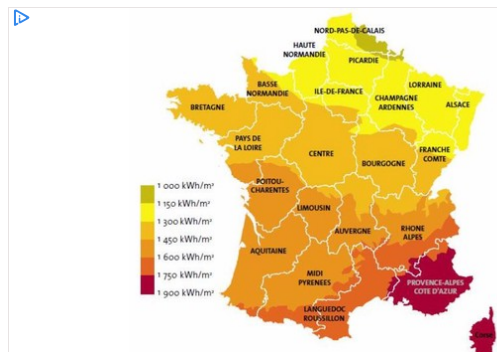 NORD-PAS-DE-CALAIS
HAUTE
NORMANDIE
PICARDIE
BASSE
NORMANDIE
ILE-DE-FRANCE
LORRAINE
CHAMPAGNE
ARDENNES
ALSACE
BRETAGNE
PAYS DE
LA LOIRE
CENTRE
BOURGOGNE
FRANCHE
COMTE
POITOU-
CHARENTES
LIMOUSIN
AUVERGNE
RHONE
ALPES
AQUITAINE
MIDI
PYRENEES
LANGUEDOC
ROUSSILLON
PROVENCE-ALPES
COTE D'AZUR
1 000 kWh/m²
1 150 kWh/m²
1 300 kWh/m²
1 450 kWh/m²
1 600 kWh/m²
1 750 kWh/m²
1 900 kWh/m²